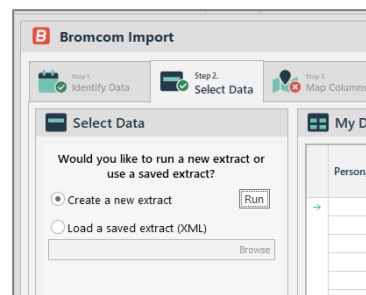 B Bromcom Import
Step 1.
Identify Data
Step 2.
Select Data
Step 3.
Map Columns
Select Data
My D
Would you like to run a new extract or
use a saved extract?
Person
Create a new extract Run
Load a saved extract (XML)
Browse